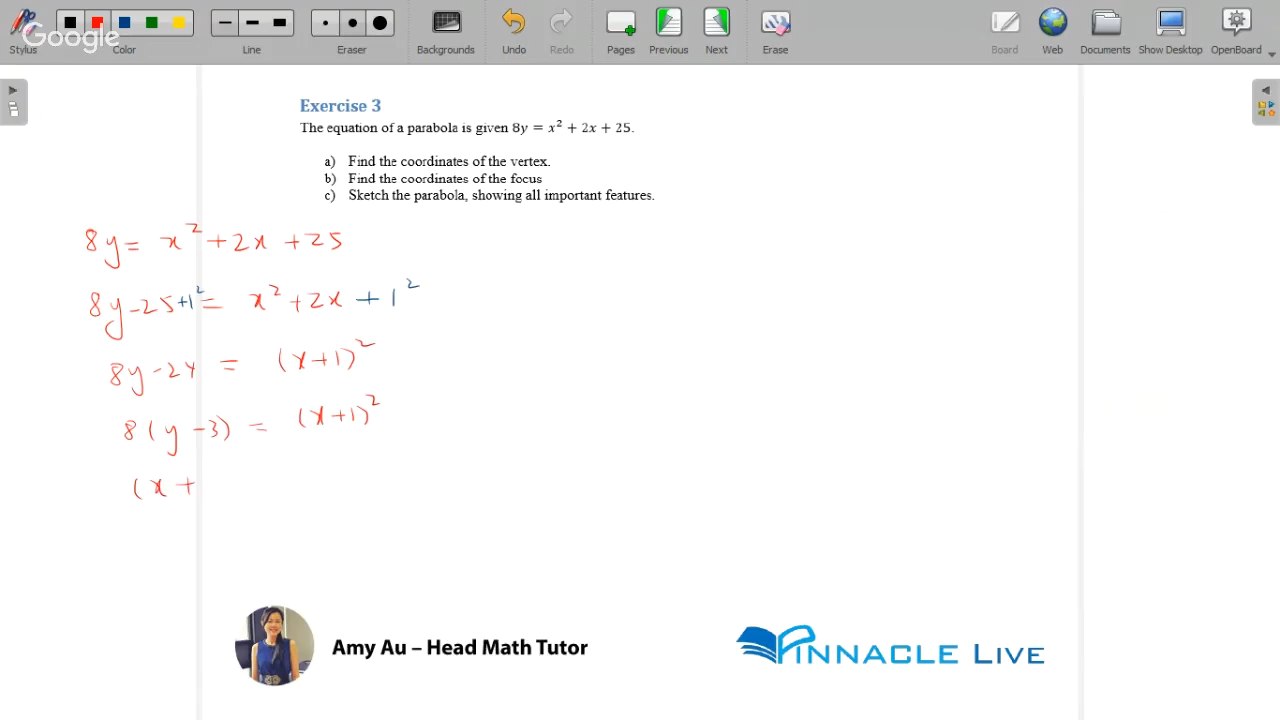 Stylus Color Line Eraser Backgrounds Undo Redo Pages Previous Next Erase Board Web Documents Show Desktop OpenBoard
Google
Exercise 3
The equation of a parabola is given 8y = x² + 2x + 25.
a) Find the coordinates of the vertex.
b) Find the coordinates of the focus
c) Sketch the parabola, showing all important features.
8y = x² + 2x + 25
8y - 25 + 1² = x² + 2x + 1²
8y - 24 = (x + 1)²
8(y - 3) = (x + 1)²
(x +
Amy Au – Head Math Tutor
PINNACLE LIVE